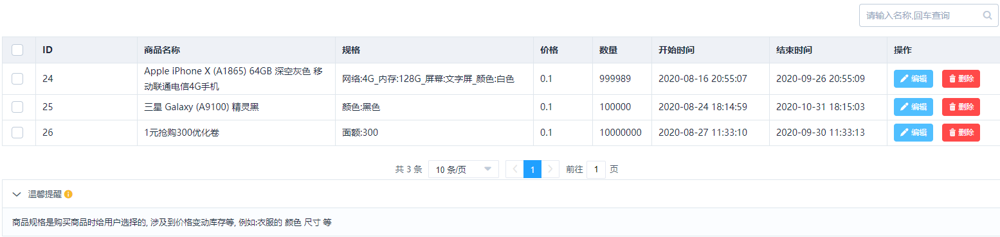 请输入名称,回车查询
ID 商品名称 规格 价格 数量 开始时间 结束时间 操作
24 Apple iPhone X (A1865) 64GB 深空灰色 移 网络:4G_内存:128G_屏幕:文字屏_颜色:白色 0.1 999989 2020-08-16 20:55:07 2020-09-26 20:55:09 编辑 删除
动联通电信4G手机
25 三星 Galaxy (A9100) 精灵黑 颜色:黑色 0.1 100000 2020-08-24 18:14:59 2020-10-31 18:15:03 编辑 删除
26 1元抢购300优化卷 面额:300 0.1 10000000 2020-08-27 11:33:10 2020-09-30 11:33:13 编辑 删除
共 3 条 10 条/页 1 前往 1 页
温馨提醒
商品规格是购买商品时给用户选择的, 涉及到价格变动库存等, 例如:衣服的 颜色 尺寸 等